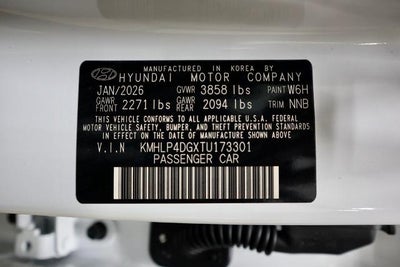 MANUFACTURED IN KOREA BY
HYUNDAI MOTOR COMPANY
JAN/2026 GVWR 3858 lbs PAINT W6H
GAWR FRONT 2271 lbs GAWR REAR 2094 lbs TRIM NNB
THIS VEHICLE CONFORMS TO ALL APPLICABLE U.S.A. FEDERAL
MOTOR VEHICLE SAFETY, BUMPER, AND THEFT PREVENTION STANDARDS
IN EFFECT ON THE DATE OF MANUFACTURE SHOWN ABOVE.
V.I.N KMHLP4DGXTU173301
PASSENGER CAR